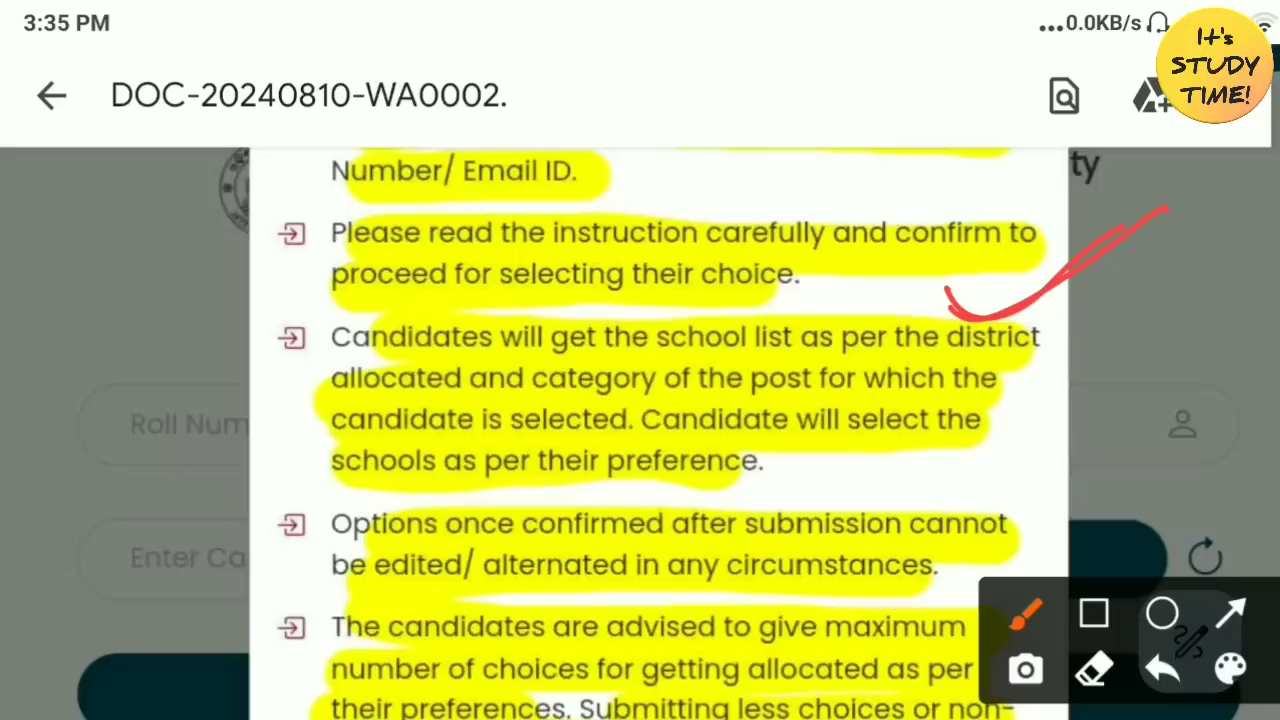 3:35 PM
...0.0KB/s
It's
STUDY
TIME!
DOC-20240810-WA0002.
ty
Number/ Email ID.
Please read the instruction carefully and confirm to
proceed for selecting their choice.
Candidates will get the school list as per the district
allocated and category of the post for which the
candidate is selected. Candidate will select the
schools as per their preference.
Roll Num
Options once confirmed after submission cannot
be edited/ alternated in any circumstances.
Enter Ca
The candidates are advised to give maximum
number of choices for getting allocated as per
their preferences. Submitting less choices or non-